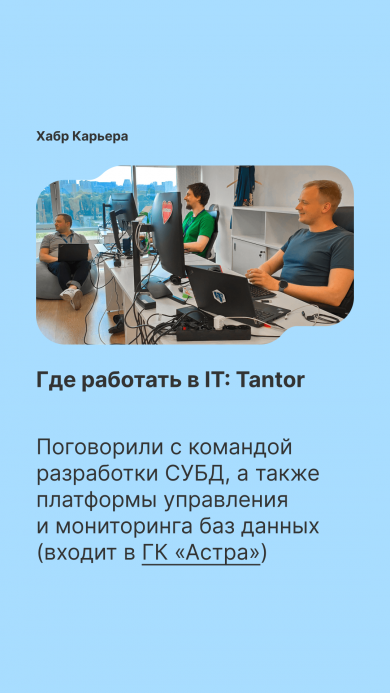 Хабр Карьера
Где работать в IT: Tantor
Поговорили с командой
разработки СУБД, а также
платформы управления
и мониторинга баз данных
(входит в ГК «Астра»)